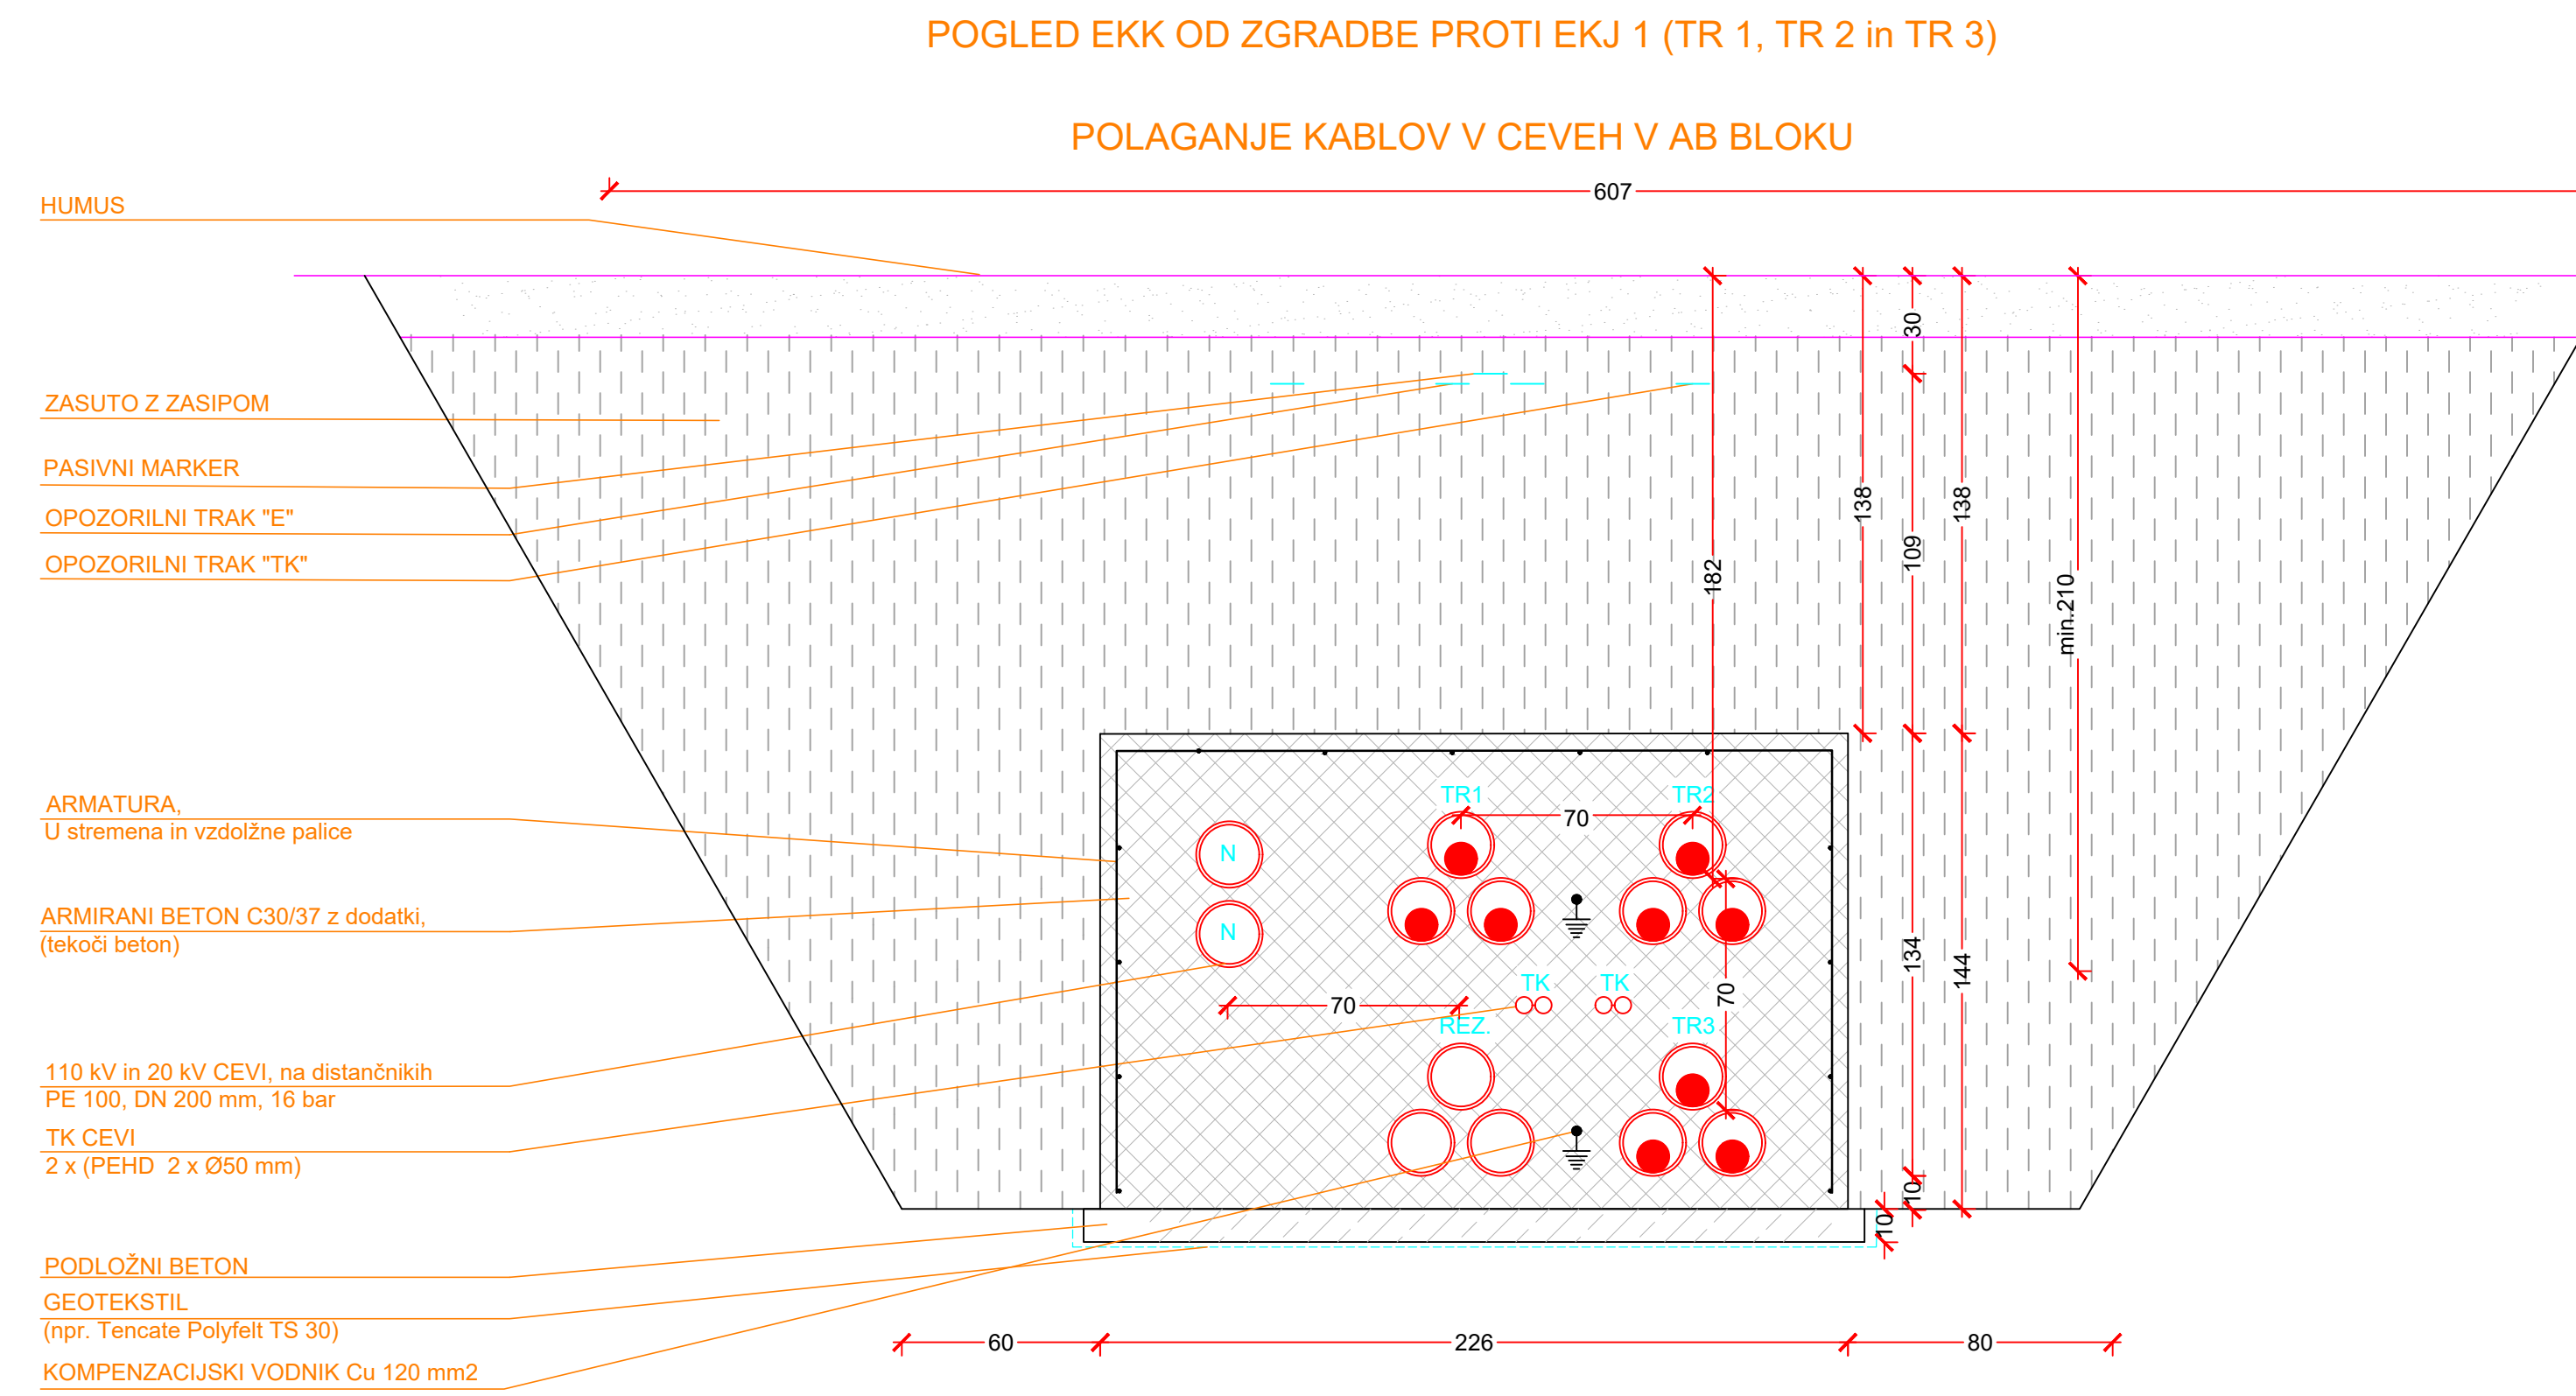 POGLED EKK OD ZGRADBE PROTI EKJ 1 (TR 1, TR 2 in TR 3)
POLAGANJE KABLOV V CEVEH V AB BLOKU
607
HUMUS
ZASUTO Z ZASIPOM
PASIVNI MARKER
OPOZORILNI TRAK "E"
OPOZORILNI TRAK "TK"
30
138
109
138
182
min.210
ARMATURA,
U stremena in vzdolžne palice
ARMIRANI BETON C30/37 z dodatki,
(tekoči beton)
110 kV in 20 kV CEVI, na distančnikih
PE 100, DN 200 mm, 16 bar
TK CEVI
2 x (PEHD 2 x Ø50 mm)
PODLOŽNI BETON
GEOTEKSTIL
(npr. Tencate Polyfelt TS 30)
KOMPENZACIJSKI VODNIK Cu 120 mm2
TR1
TR2
70
N
N
TK
TK
70
70
REZ.
TR3
134
144
10
10
60
226
80